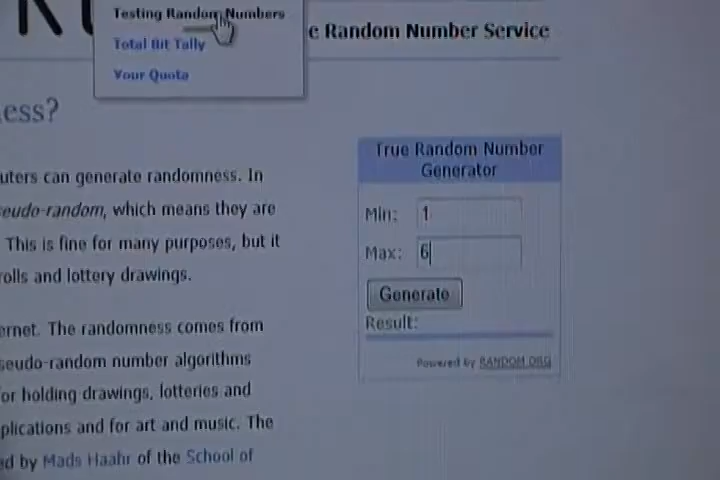 Testing Random Numbers
Total Bit Tally
Your Quota
e Random Number Service
ess?
uters can generate randomness. In
eudo-random, which means they are
This is fine for many purposes, but it
rolls and lottery drawings.
ernet. The randomness comes from
seudo-random number algorithms
or holding drawings, lotteries and
plications and for art and music. The
ed by Mads Haahr of the School of
True Random Number
Generator
Min: 1
Max: 6
Generate
Result:
Powered by RANDOM.ORG